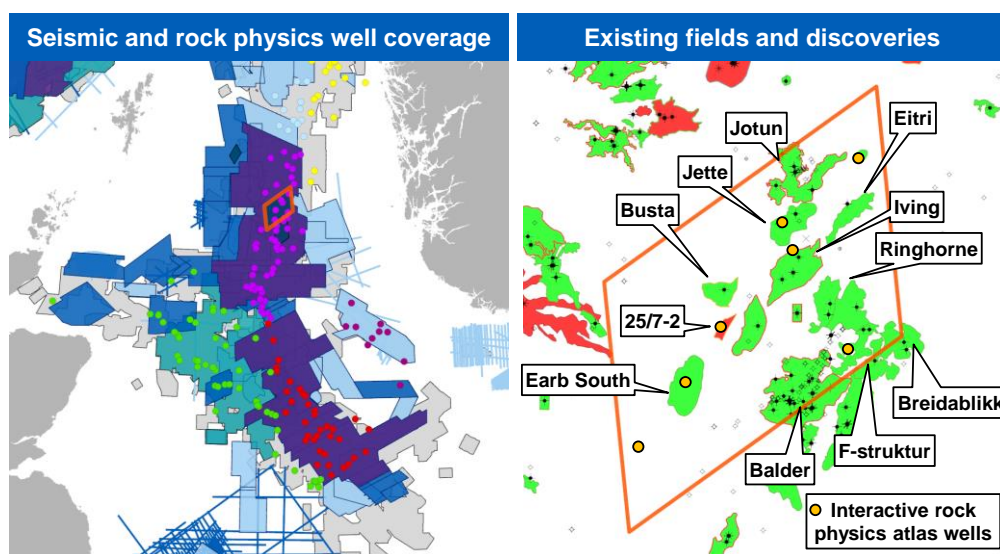 Seismic and rock physics well coverage
Existing fields and discoveries
Jotun
Eitri
Jette
Busta
Iving
Ringhorne
25/7-2
Earb South
Breidablikk
F-struktur
Balder
Interactive rock
physics atlas wells